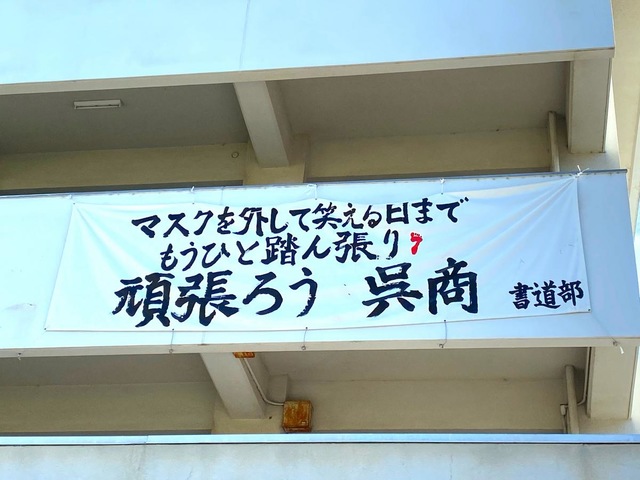 マスクを外して笑える日まで
もうひと踏ん張り
頑張ろう 呉商 書道部